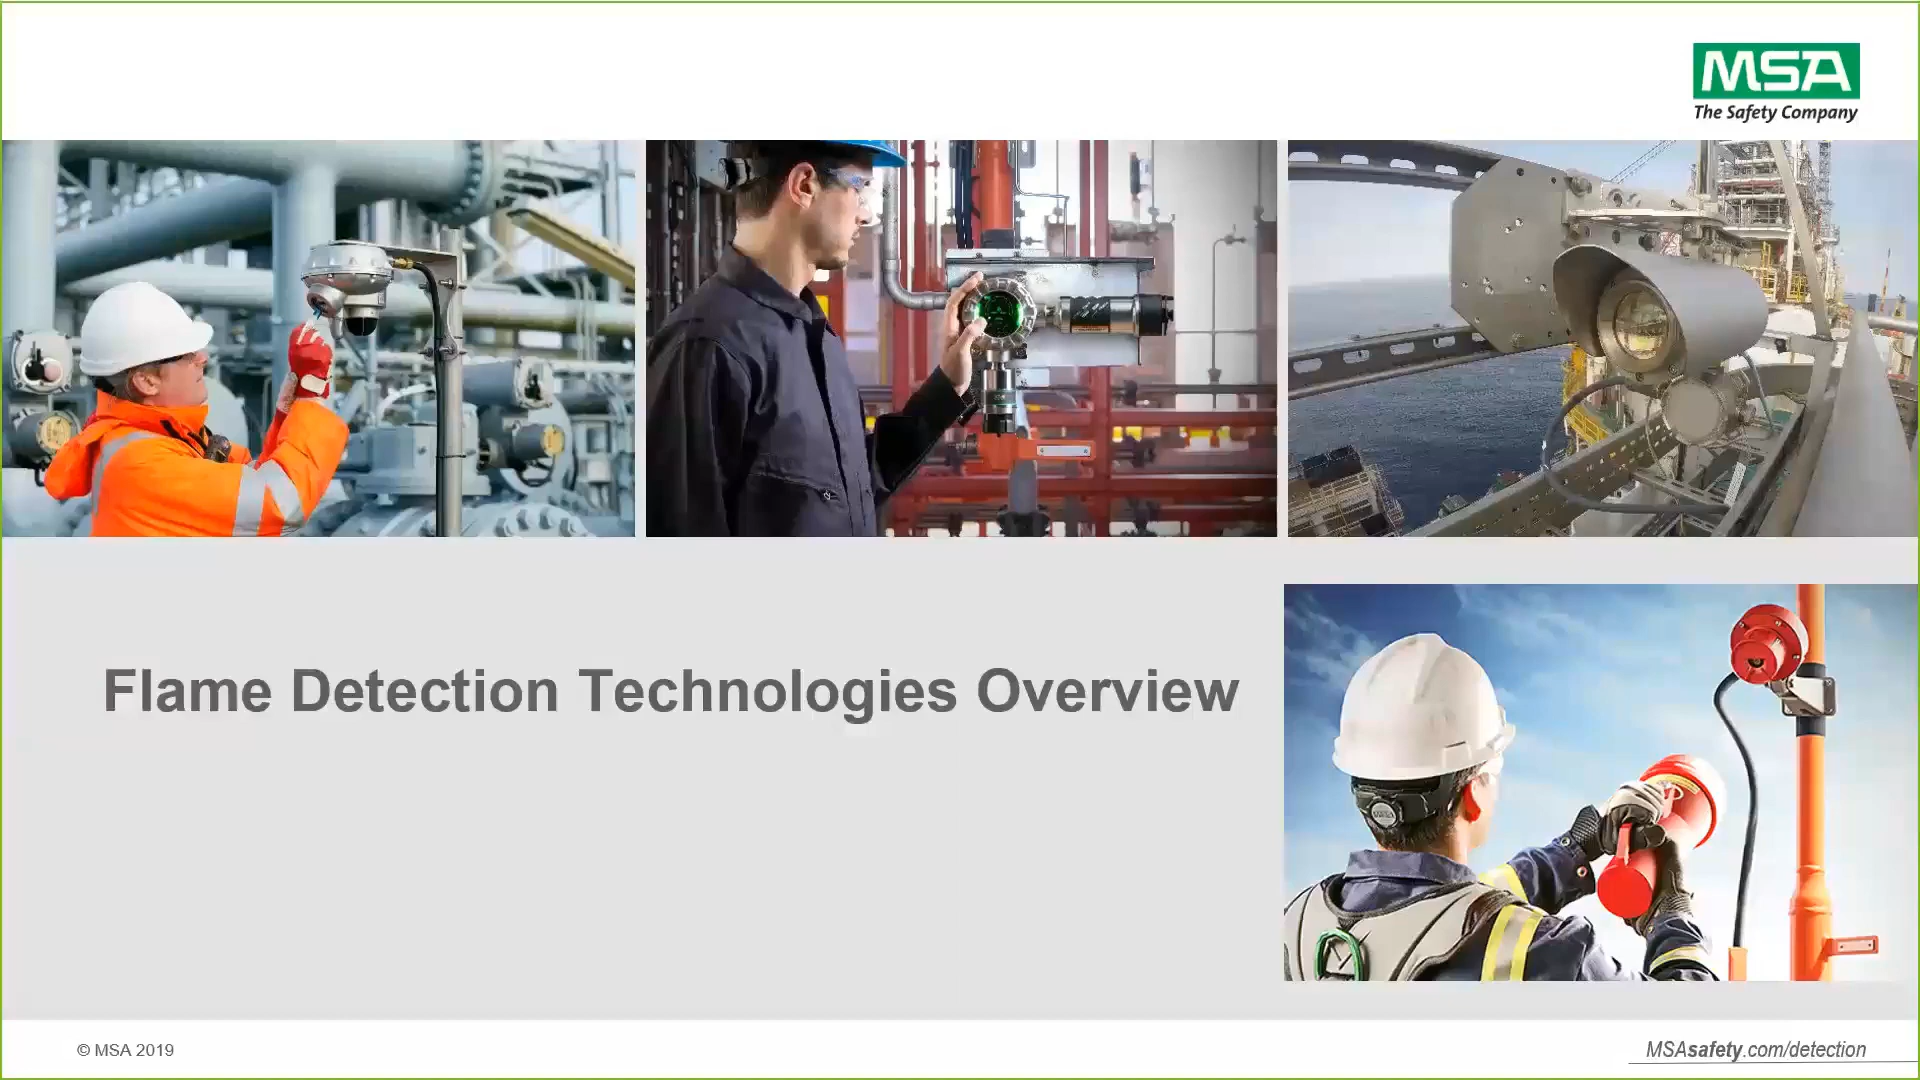 MSA
The Safety Company
Flame Detection Technologies Overview
© MSA 2019
MSAsafety.com/detection